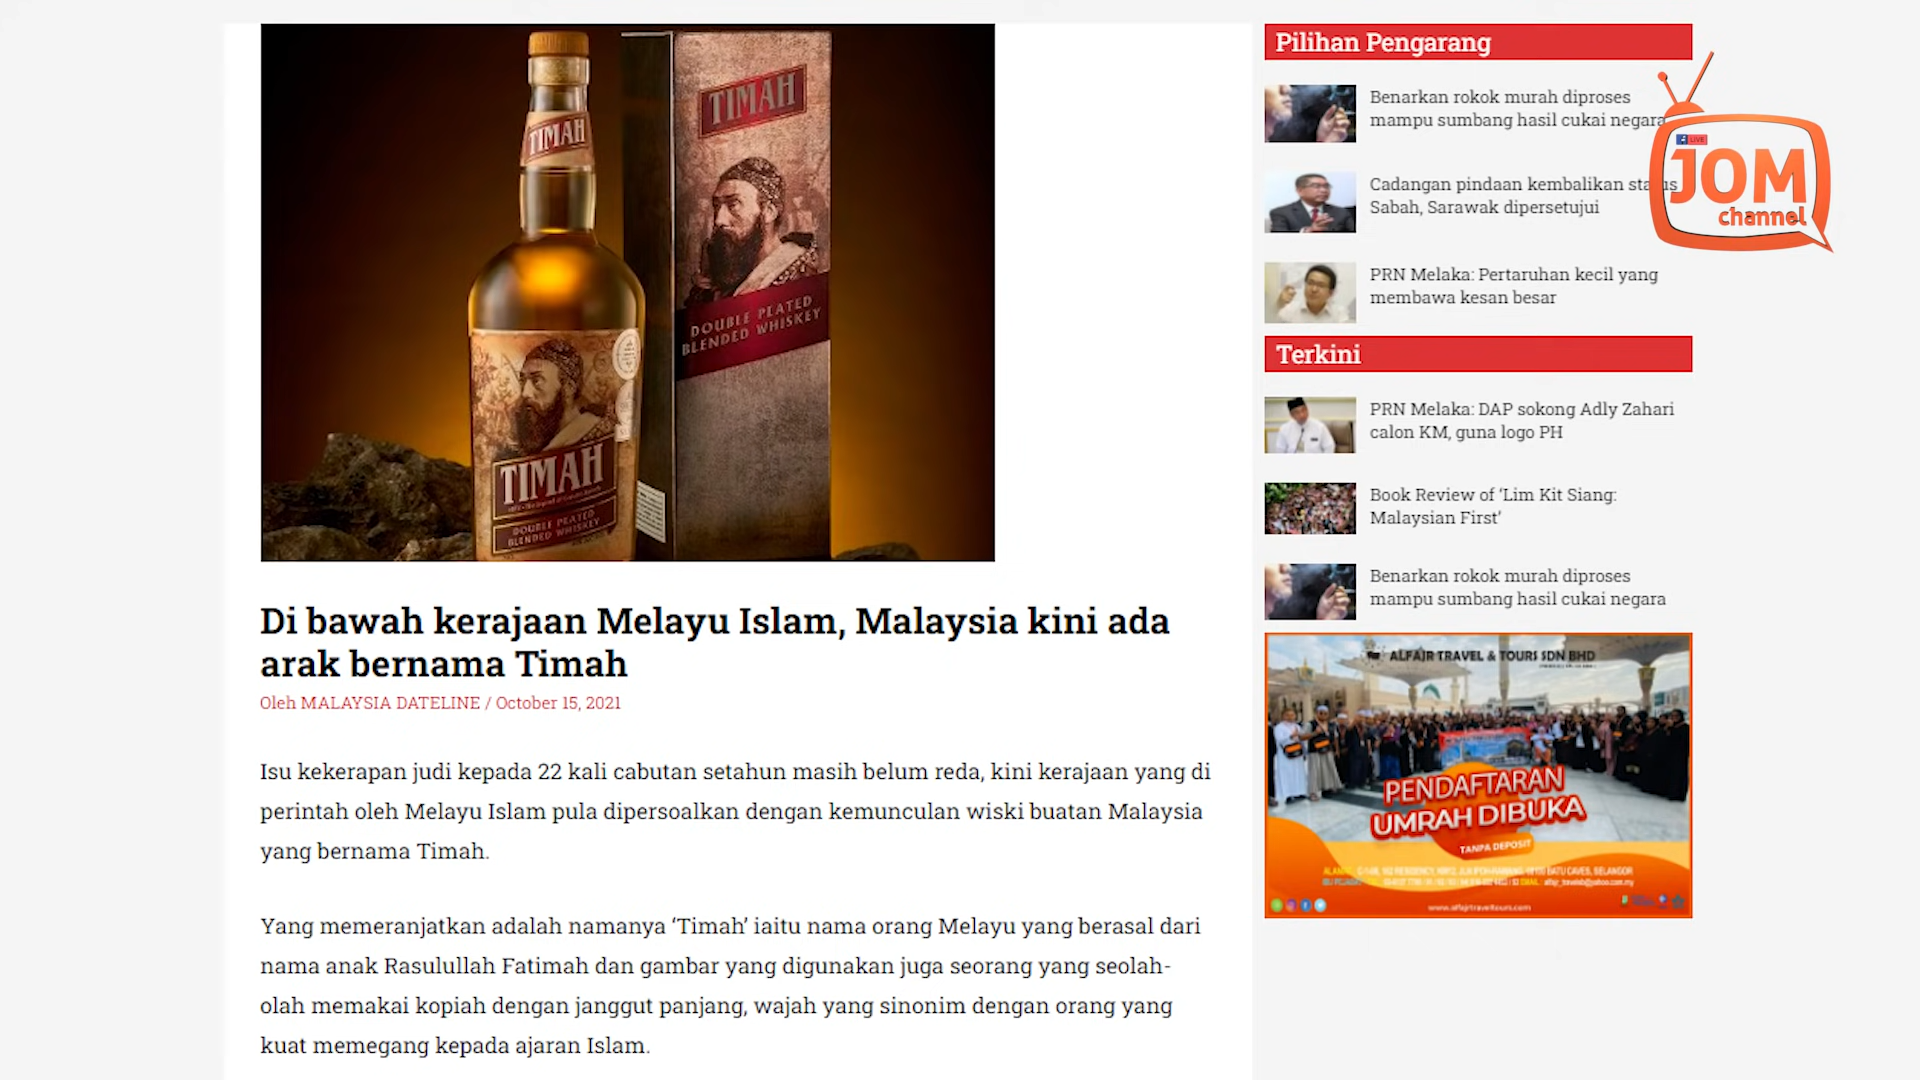 TIMAH
TIMAH
DOUBLE PEATED
BLENDED WHISKEY
TIMAH
DOUBLE PEATED
BLENDED WHISKEY
Di bawah kerajaan Melayu Islam, Malaysia kini ada
arak bernama Timah
Oleh MALAYSIA DATELINE / October 15, 2021
Isu kekerapan judi kepada 22 kali cabutan setahun masih belum reda, kini kerajaan yang di
perintah oleh Melayu Islam pula dipersoalkan dengan kemunculan wiski buatan Malaysia
yang bernama Timah.
Yang memeranjatkan adalah namanya ‘Timah’ iaitu nama orang Melayu yang berasal dari
nama anak Rasulullah Fatimah dan gambar yang digunakan juga seorang yang seolah-
olah memakai kopiah dengan janggut panjang, wajah yang sinonim dengan orang yang
kuat memegang kepada ajaran Islam.
Pilihan Pengarang
Benarkan rokok murah diproses
mampu sumbang hasil cukai negara
Cadangan pindaan kembalikan status
Sabah, Sarawak dipersetujui
PRN Melaka: Pertaruhan kecil yang
membawa kesan besar
Terkini
PRN Melaka: DAP sokong Adly Zahari
calon KM, guna logo PH
Book Review of ‘Lim Kit Siang:
Malaysian First’
Benarkan rokok murah diproses
mampu sumbang hasil cukai negara
ALFAJR TRAVEL & TOURS SDN BHD
PENDAFTARAN
UMRAH DIBUKA
TANPA DEPOSIT
www.alfajrtraveltours.com
LIVE
JOM
channel